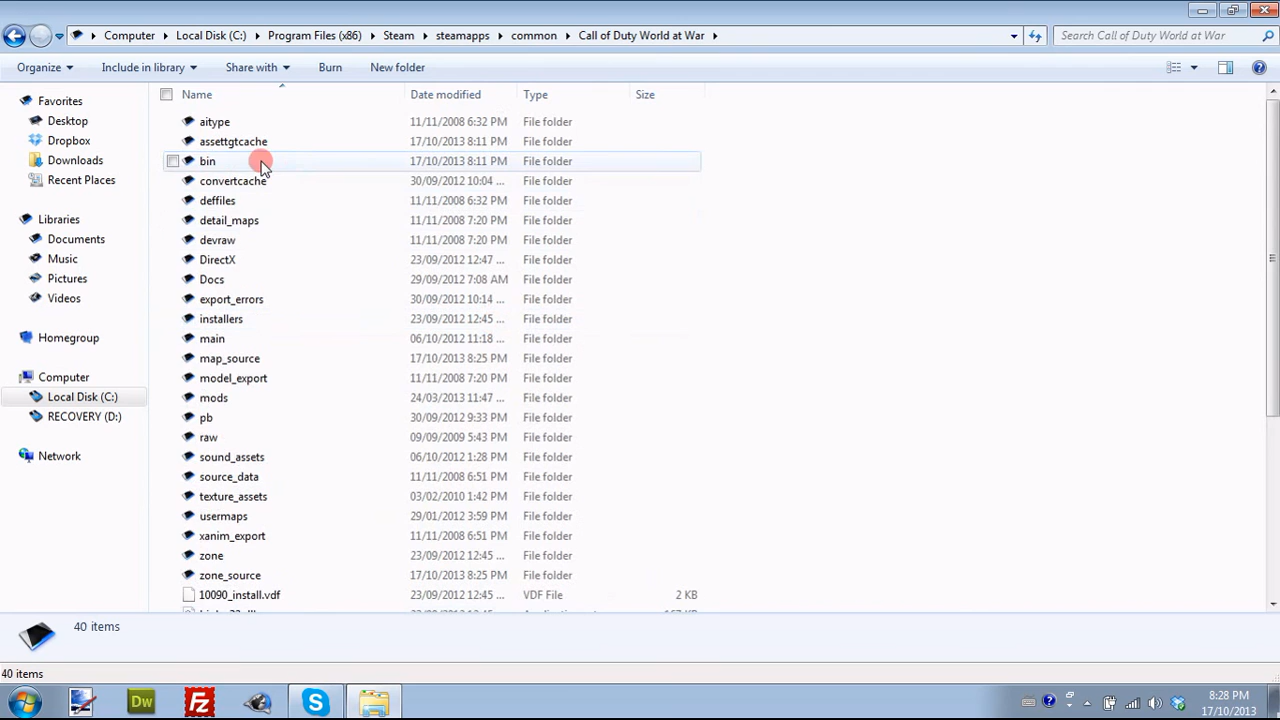 Computer Local Disk (C:) Program Files (x86) Steam steamapps common Call of Duty World at War Search Call of Duty World at War
Organize Include in library Share with Burn New folder
Name Date modified Type Size
Favorites
Desktop
Dropbox
Downloads
Recent Places
Libraries
Documents
Music
Pictures
Videos
Homegroup
Computer
Local Disk (C:)
RECOVERY (D:)
Network
aitype 11/11/2008 6:32 PM File folder
assettgtcache 17/10/2013 8:11 PM File folder
bin 17/10/2013 8:11 PM File folder
convertcache 30/09/2012 10:04 ... File folder
deffiles 11/11/2008 6:32 PM File folder
detail_maps 11/11/2008 7:20 PM File folder
devraw 11/11/2008 7:20 PM File folder
DirectX 23/09/2012 12:47 ... File folder
Docs 29/09/2012 7:08 AM File folder
export_errors 30/09/2012 10:14 ... File folder
installers 23/09/2012 12:45 ... File folder
main 06/10/2012 11:18 ... File folder
map_source 17/10/2013 8:25 PM File folder
model_export 11/11/2008 7:20 PM File folder
mods 24/03/2013 11:47 ... File folder
pb 30/09/2012 9:33 PM File folder
raw 09/09/2009 5:43 PM File folder
sound_assets 06/10/2012 1:28 PM File folder
source_data 11/11/2008 6:51 PM File folder
texture_assets 03/02/2010 1:42 PM File folder
usermaps 29/01/2012 3:59 PM File folder
xanim_export 11/11/2008 6:51 PM File folder
zone 23/09/2012 12:45 ... File folder
zone_source 17/10/2013 8:25 PM File folder
10090_install.vdf 23/09/2012 12:45 ... VDF File 2 KB
40 items
40 items
Dw
Fz
S
8:28 PM
17/10/2013